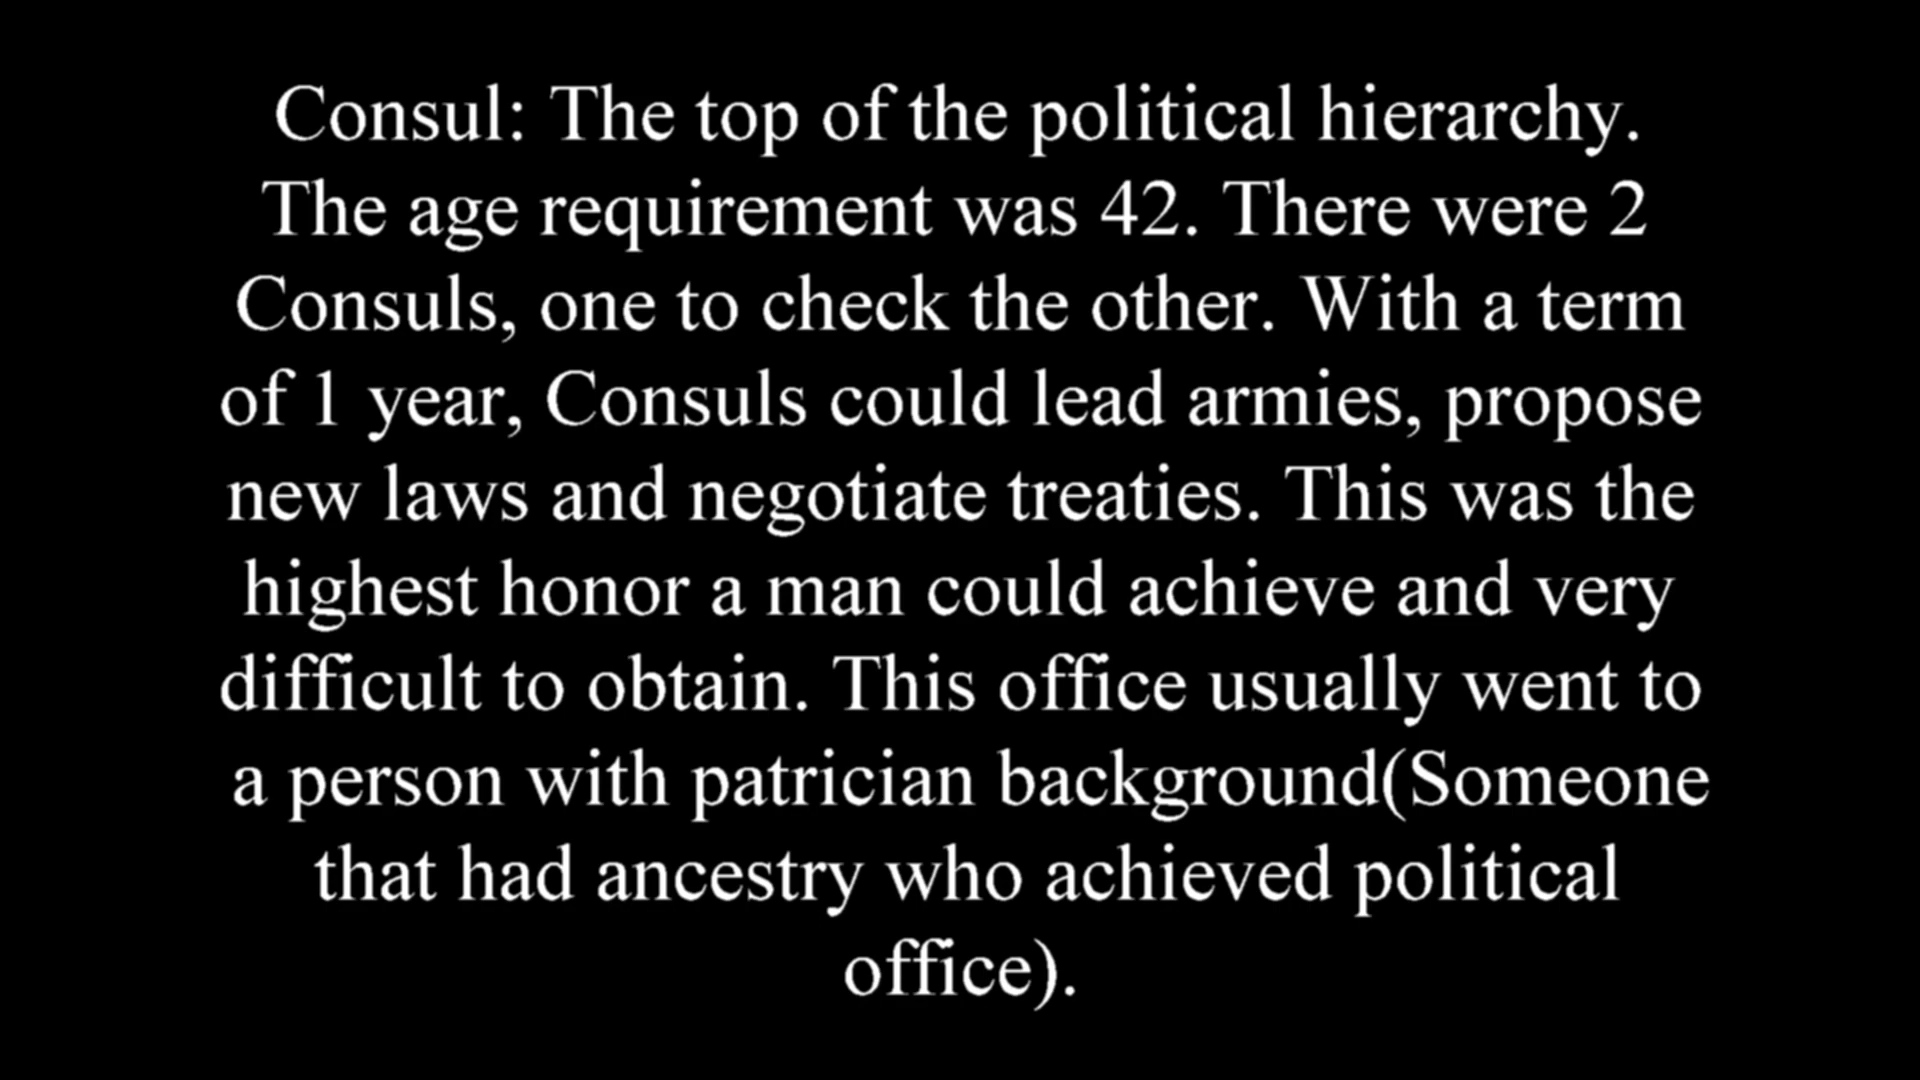 Consul: The top of the political hierarchy.
The age requirement was 42. There were 2
Consuls, one to check the other. With a term
of 1 year, Consuls could lead armies, propose
new laws and negotiate treaties. This was the
highest honor a man could achieve and very
difficult to obtain. This office usually went to
a person with patrician background(Someone
that had ancestry who achieved political
office).